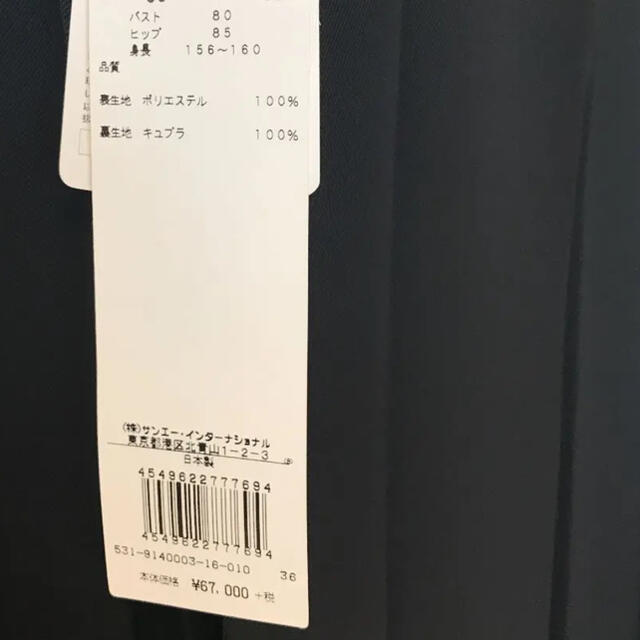 バスト 80
ヒップ 85
身長 156～160
品質
表生地 ポリエステル 100%
裏生地 キュプラ 100%
(株)サンエー・インターナショナル
東京都港区北青山1-2-3
日本製
4549622777694
4549622777694
531-9140003-16-010 36
本体価格 ¥67,000 +税